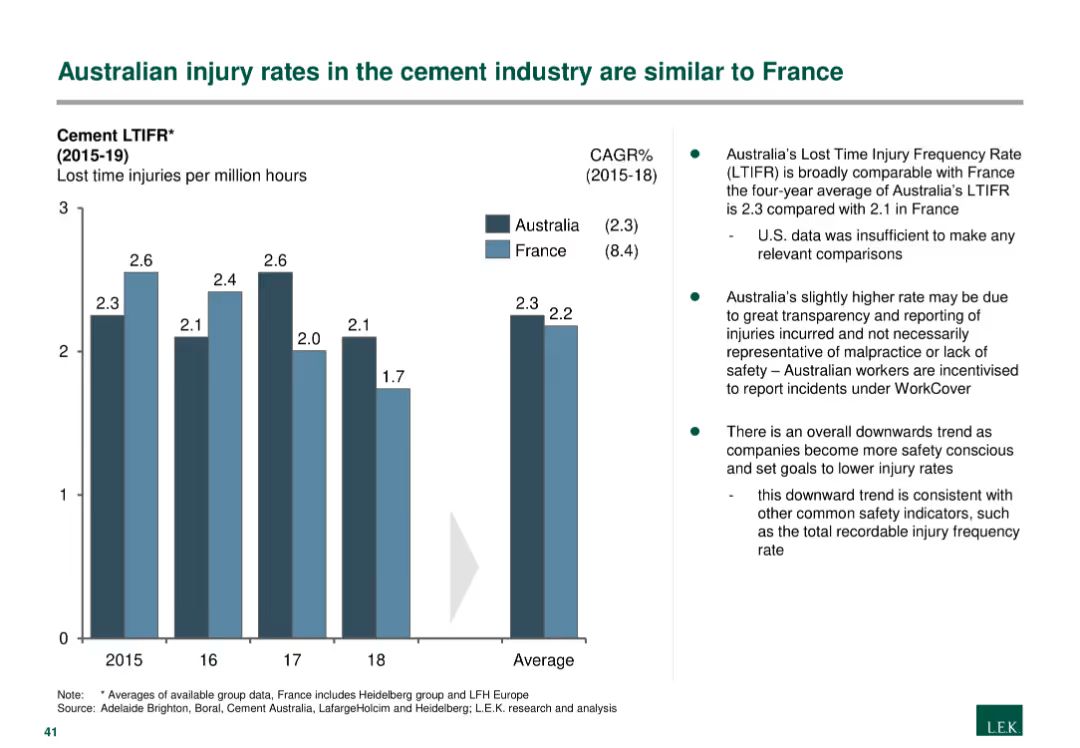 Australian injury rates in the cement industry are similar to France
Cement LTIFR*
(2015-19)
Lost time injuries per million hours
CAGR%
(2015-18)
Australia (2.3)
France (8.4)
3
2
1
0
2.3
2.6
2.1
2.4
2.6
2.0
2.1
1.7
2.3
2.2
2015
16
17
18
Average
Australia's Lost Time Injury Frequency Rate
(LTIFR) is broadly comparable with France
the four-year average of Australia's LTIFR
is 2.3 compared with 2.1 in France
- U.S. data was insufficient to make any
relevant comparisons
Australia's slightly higher rate may be due
to great transparency and reporting of
injuries incurred and not necessarily
representative of malpractice or lack of
safety – Australian workers are incentivised
to report incidents under WorkCover
There is an overall downwards trend as
companies become more safety conscious
and set goals to lower injury rates
- this downward trend is consistent with
other common safety indicators, such
as the total recordable injury frequency
rate
Note: * Averages of available group data, France includes Heidelberg group and LFH Europe
Source: Adelaide Brighton, Boral, Cement Australia, LafargeHolcim and Heidelberg; L.E.K. research and analysis
41
L.E.K.